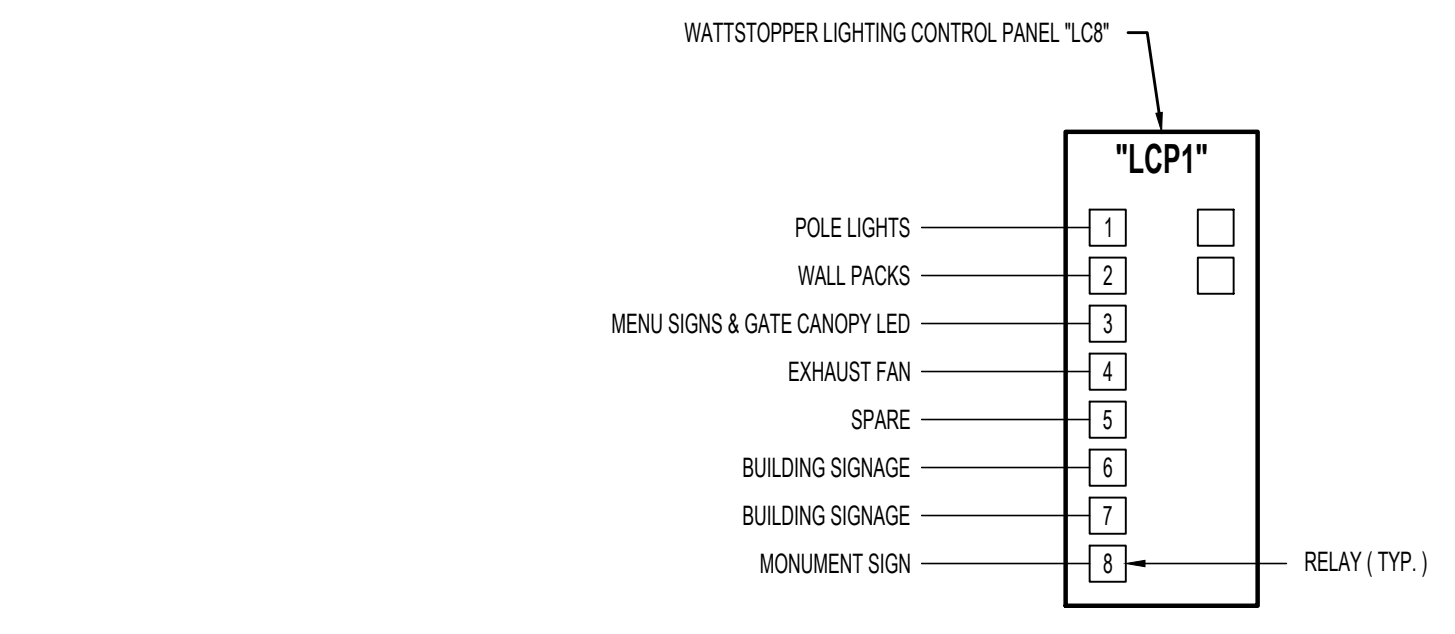 WATTSTOPPER LIGHTING CONTROL PANEL "LC8"
"LCP1"
POLE LIGHTS 1
WALL PACKS 2
MENU SIGNS & GATE CANOPY LED 3
EXHAUST FAN 4
SPARE 5
BUILDING SIGNAGE 6
BUILDING SIGNAGE 7
MONUMENT SIGN 8 RELAY ( TYP. )